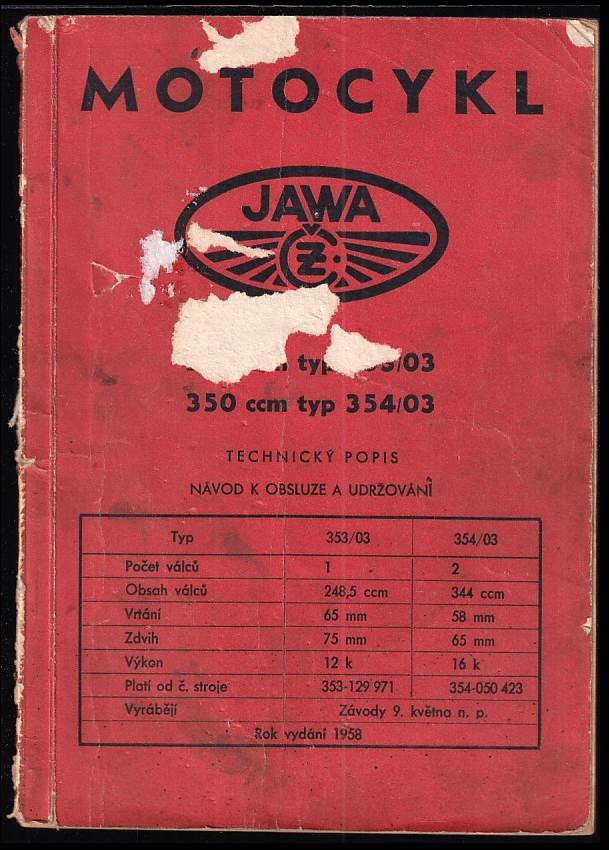 MOTOCYKL
JAWA
ČZ
typ /03
350 ccm typ 354/03
TECHNICKÝ POPIS
NÁVOD K OBSLUZE A UDRŽOVÁNÍ
Typ 353/03 354/03
Počet válců 1 2
Obsah válců 248,5 ccm 344 ccm
Vrtání 65 mm 58 mm
Zdvih 75 mm 65 mm
Výkon 12 k 16 k
Platí od č. stroje 353-129 971 354-050 423
Vyrábějí Závody 9. května n. p.
Rok vydání 1958